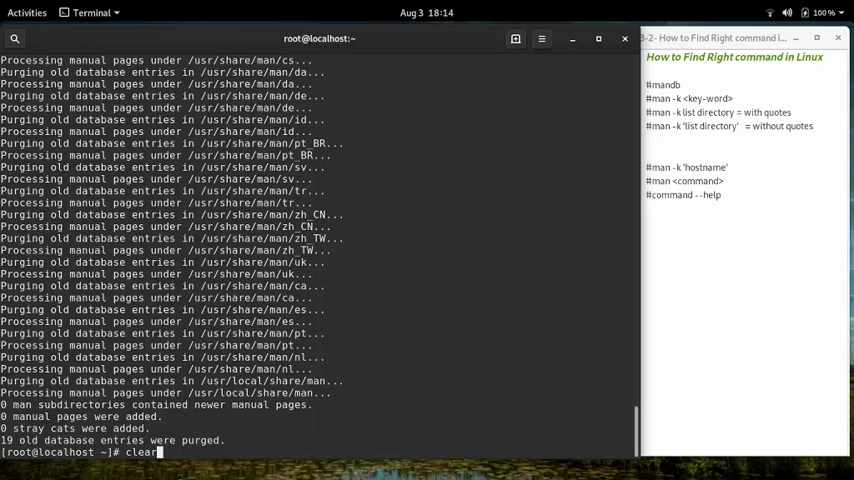 Activities Terminal Aug 3 18:14 100 %
root@localhost:~
Processing manual pages under /usr/share/man/cs...
Purging old database entries in /usr/share/man/da...
Processing manual pages under /usr/share/man/da...
Purging old database entries in /usr/share/man/de...
Processing manual pages under /usr/share/man/de...
Purging old database entries in /usr/share/man/id...
Processing manual pages under /usr/share/man/id...
Purging old database entries in /usr/share/man/pt_BR...
Processing manual pages under /usr/share/man/pt_BR...
Purging old database entries in /usr/share/man/sv...
Processing manual pages under /usr/share/man/sv...
Purging old database entries in /usr/share/man/tr...
Processing manual pages under /usr/share/man/tr...
Purging old database entries in /usr/share/man/zh_CN...
Processing manual pages under /usr/share/man/zh_CN...
Purging old database entries in /usr/share/man/zh_TW...
Processing manual pages under /usr/share/man/zh_TW...
Purging old database entries in /usr/share/man/uk...
Processing manual pages under /usr/share/man/uk...
Purging old database entries in /usr/share/man/ca...
Processing manual pages under /usr/share/man/ca...
Purging old database entries in /usr/share/man/es...
Processing manual pages under /usr/share/man/es...
Purging old database entries in /usr/share/man/pt...
Processing manual pages under /usr/share/man/pt...
Purging old database entries in /usr/share/man/nl...
Processing manual pages under /usr/share/man/nl...
Purging old database entries in /usr/local/share/man...
Processing manual pages under /usr/local/share/man...
0 man subdirectories contained newer manual pages.
0 manual pages were added.
0 stray cats were added.
19 old database entries were purged.
[root@localhost ~]# clear
3-2- How to Find Right command i...
How to Find Right command in Linux
#mandb
#man -k <key-word>
#man -k list directory = with quotes
#man -k 'list directory' = without quotes
#man -k 'hostname'
#man <command>
#command --help